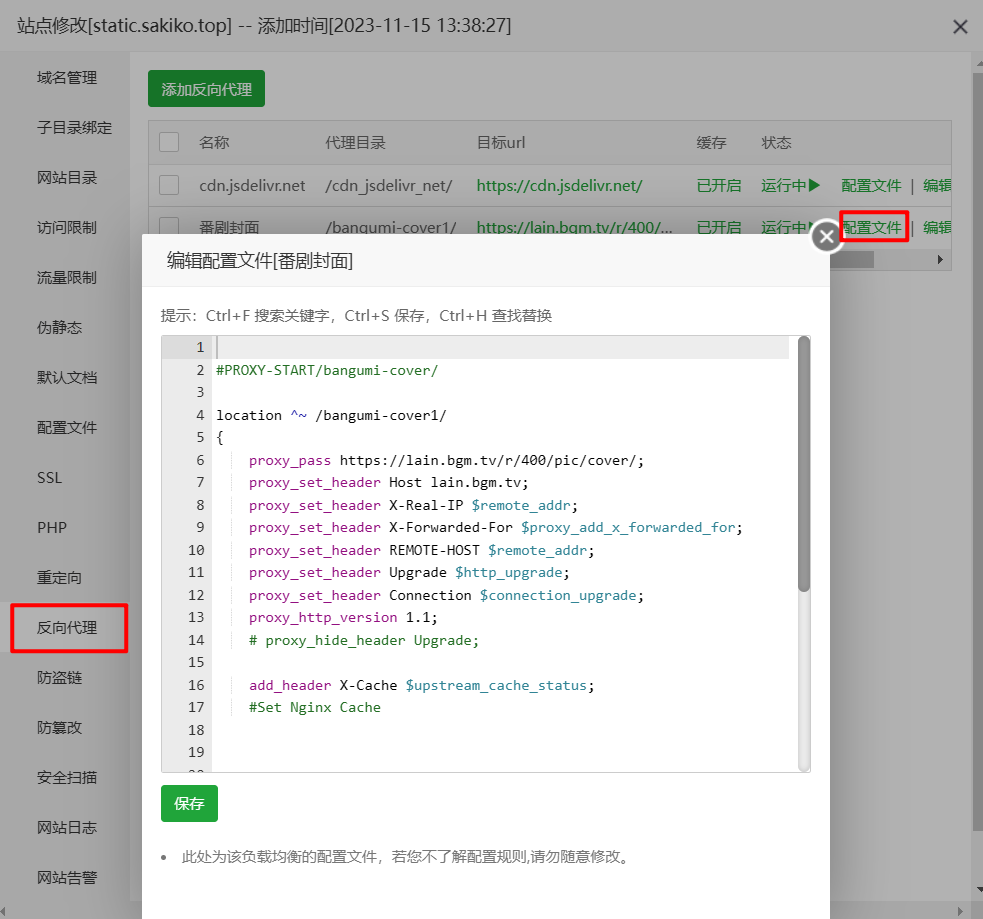 站点修改[static.sakiko.top] -- 添加时间[2023-11-15 13:38:27]
域名管理
子目录绑定
网站目录
访问限制
流量限制
伪静态
默认文档
配置文件
SSL
PHP
重定向
反向代理
防盗链
防篡改
安全扫描
网站日志
网站告警
添加反向代理
名称 代理目录 目标url 缓存 状态
cdn.jsdelivr.net /cdn_jsdelivr_net/ https://cdn.jsdelivr.net/ 已开启 运行中 配置文件 | 编辑
番剧封面 /bangumi-cover1/ https://lain.bgm.tv/r/400/... 已开启 运行中 配置文件 | 编辑
编辑配置文件[番剧封面]
提示：Ctrl+F 搜索关键字，Ctrl+S 保存，Ctrl+H 查找替换
1
2 #PROXY-START/bangumi-cover/
3
4 location ^~ /bangumi-cover1/
5 {
6 proxy_pass https://lain.bgm.tv/r/400/pic/cover/;
7 proxy_set_header Host lain.bgm.tv;
8 proxy_set_header X-Real-IP $remote_addr;
9 proxy_set_header X-Forwarded-For $proxy_add_x_forwarded_for;
10 proxy_set_header REMOTE-HOST $remote_addr;
11 proxy_set_header Upgrade $http_upgrade;
12 proxy_set_header Connection $connection_upgrade;
13 proxy_http_version 1.1;
14 # proxy_hide_header Upgrade;
15
16 add_header X-Cache $upstream_cache_status;
17 #Set Nginx Cache
18
19
保存
此处为该负载均衡的配置文件，若您不了解配置规则,请勿随意修改。